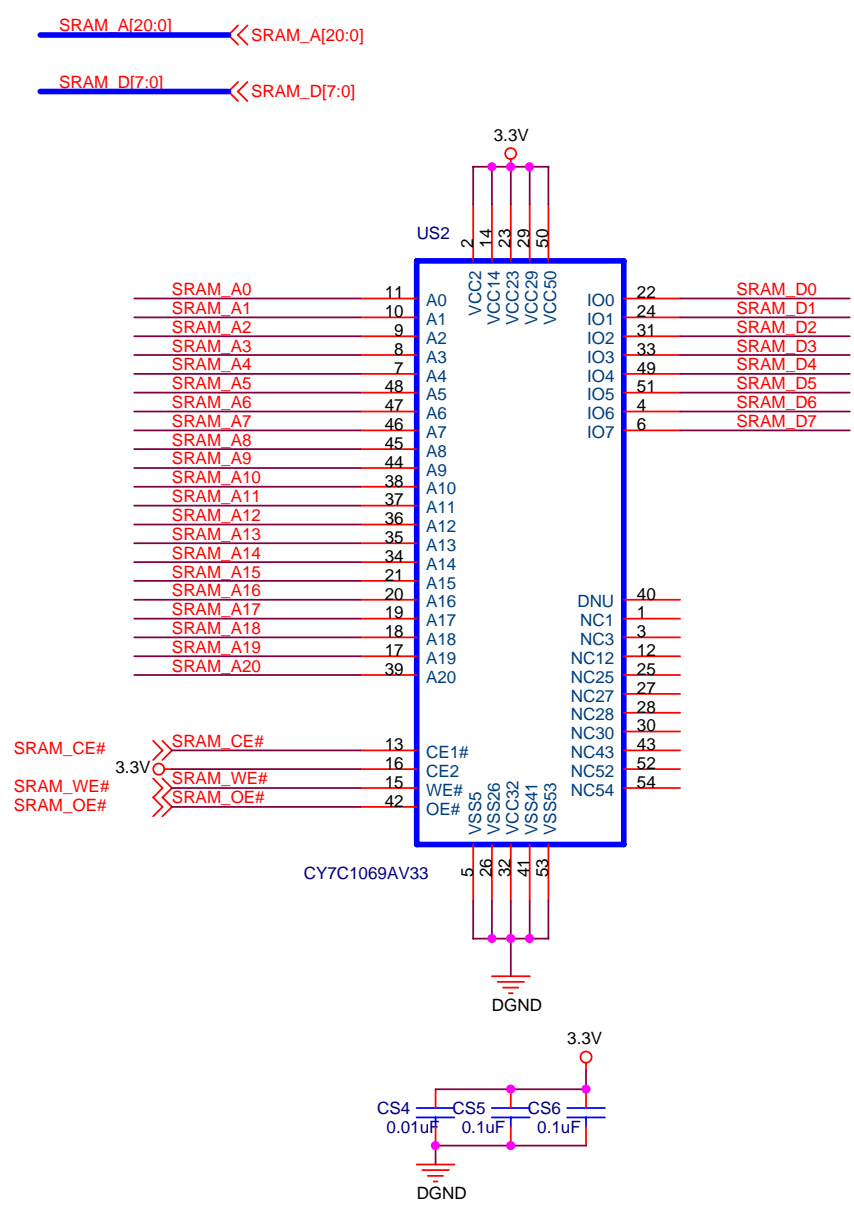 SRAM_A[20:0] SRAM_A[20:0]
SRAM_D[7:0] SRAM_D[7:0]
3.3V
US2
2 14 23 29 50
VCC2 VCC14 VCC23 VCC29 VCC50
SRAM_A0 11 A0 IO0 22 SRAM_D0
SRAM_A1 10 A1 IO1 24 SRAM_D1
SRAM_A2 9 A2 IO2 31 SRAM_D2
SRAM_A3 8 A3 IO3 33 SRAM_D3
SRAM_A4 7 A4 IO4 49 SRAM_D4
SRAM_A5 48 A5 IO5 51 SRAM_D5
SRAM_A6 47 A6 IO6 4 SRAM_D6
SRAM_A7 46 A7 IO7 6 SRAM_D7
SRAM_A8 45 A8
SRAM_A9 44 A9
SRAM_A10 38 A10
SRAM_A11 37 A11
SRAM_A12 36 A12
SRAM_A13 35 A13
SRAM_A14 34 A14
SRAM_A15 21 A15
SRAM_A16 20 A16 DNU 40
SRAM_A17 19 A17 NC1 1
SRAM_A18 18 A18 NC3 3
SRAM_A19 17 A19 NC12 12
SRAM_A20 39 A20 NC25 25
NC27 27
NC28 28
NC30 30
SRAM_CE# SRAM_CE# 13 CE1# NC43 43
3.3V 16 CE2 NC52 52
SRAM_WE# SRAM_WE# 15 WE# NC54 54
SRAM_OE# SRAM_OE# 42 OE#
VSS5 VSS26 VCC32 VSS41 VSS53
CY7C1069AV33
5 26 32 41 53
DGND
3.3V
CS4 CS5 CS6
0.01uF 0.1uF 0.1uF
DGND